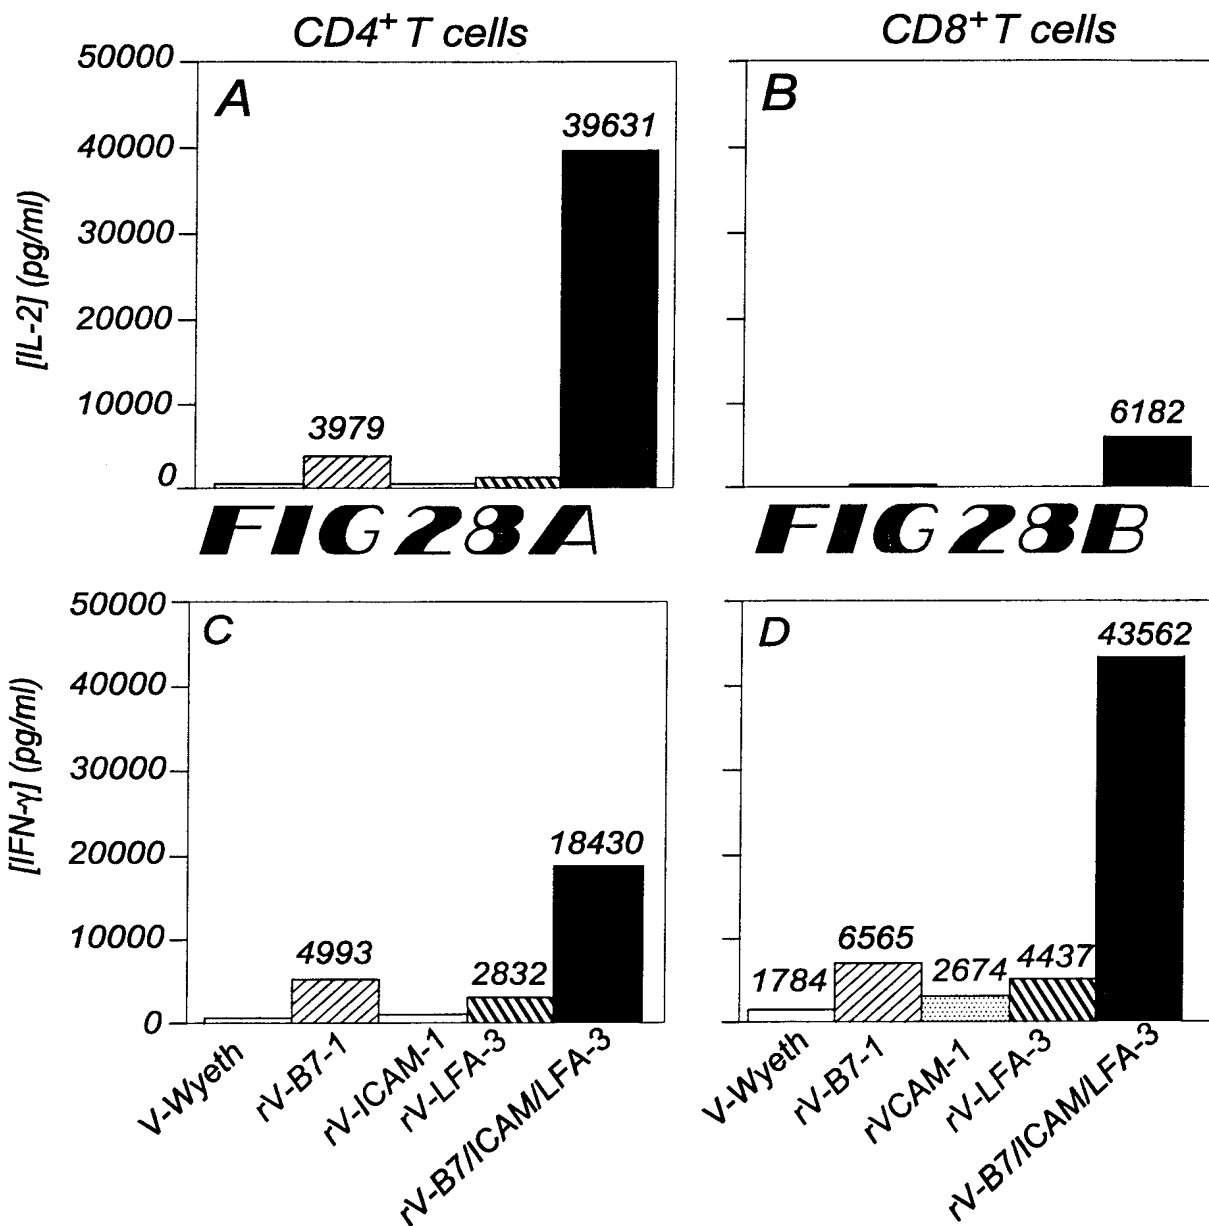 CD4+ T cells
CD8+ T cells
50000
40000
30000
20000
10000
0
[IL-2] (pg/ml)
A
3979
39631
B
6182
FIG 28A
FIG 28B
50000
40000
30000
20000
10000
0
[IFN-γ] (pg/ml)
C
4993
2832
18430
D
1784
6565
2674
4437
43562
V-Wyeth
rV-B7-1
rV-ICAM-1
rV-LFA-3
rV-B7/ICAM/LFA-3
V-Wyeth
rV-B7-1
rVCAM-1
rV-LFA-3
rV-B7/ICAM/LFA-3